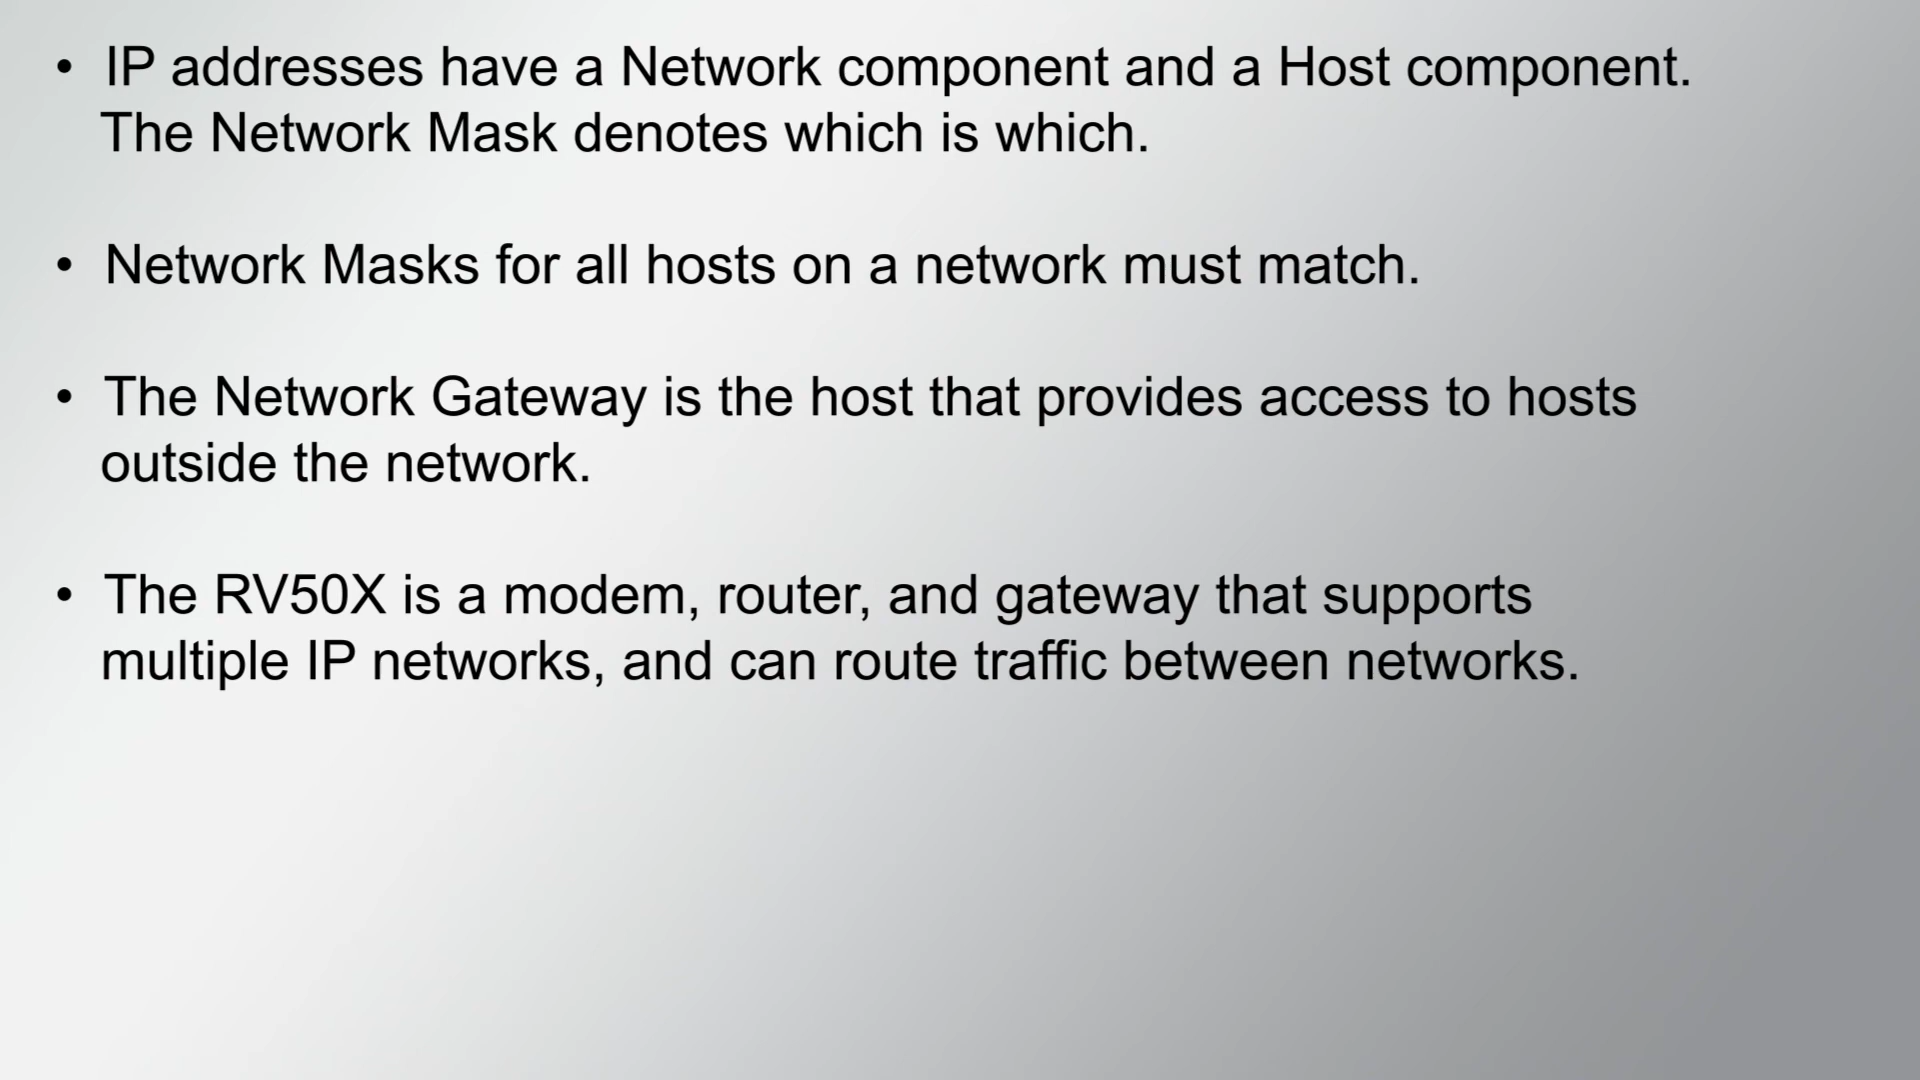 • IP addresses have a Network component and a Host component.
The Network Mask denotes which is which.
• Network Masks for all hosts on a network must match.
• The Network Gateway is the host that provides access to hosts
outside the network.
• The RV50X is a modem, router, and gateway that supports
multiple IP networks, and can route traffic between networks.